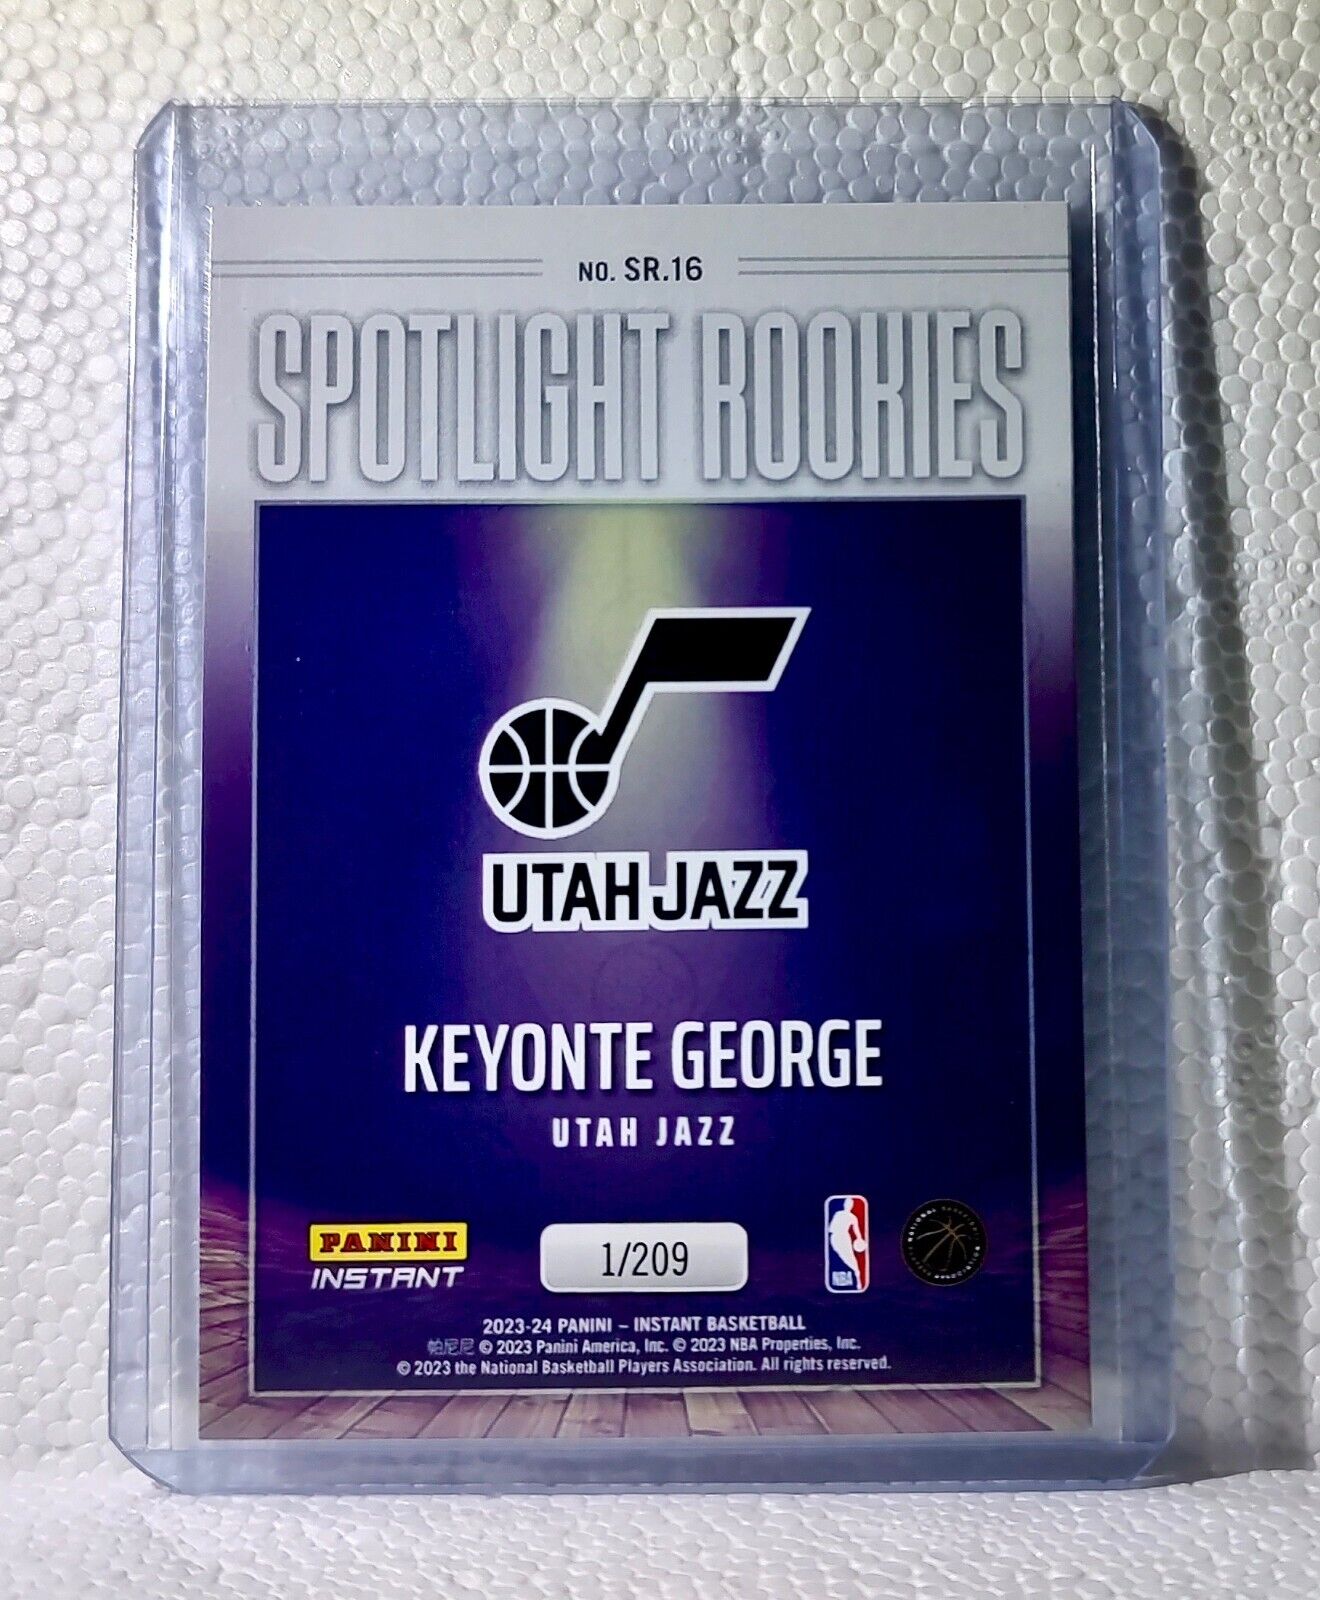 NO. SR.16
SPOTLIGHT ROOKIES
UTAH JAZZ
KEYONTE GEORGE
UTAH JAZZ
PANINI
INSTANT
1/209
NBA
2023-24 PANINI – INSTANT BASKETBALL
帕尼尼 © 2023 Panini America, Inc. © 2023 NBA Properties, Inc.
© 2023 the National Basketball Players Association. All rights reserved.